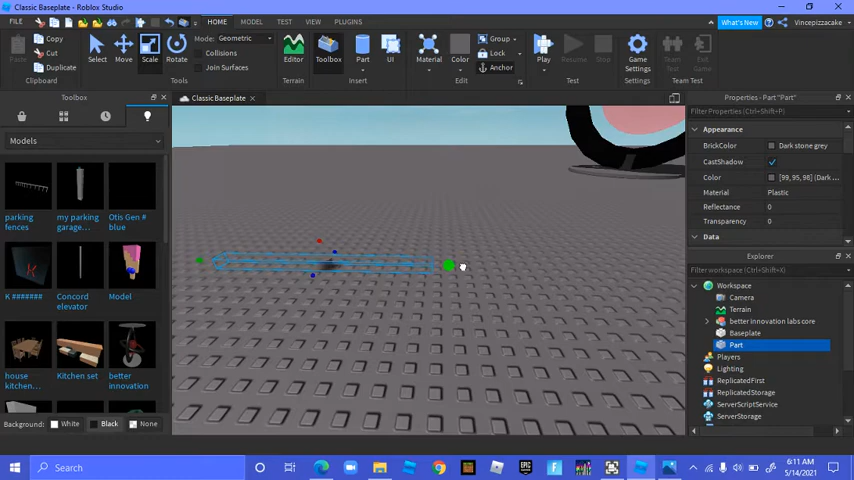 Classic Baseplate - Roblox Studio
FILE
HOME
MODEL
TEST
VIEW
PLUGINS
What's New
Vincepizzacake
Paste
Copy
Cut
Duplicate
Clipboard
Select
Move
Scale
Rotate
Mode: Geometric
Collisions
Join Surfaces
Tools
Editor
Terrain
Toolbox
Part
UI
Insert
Material
Color
Group
Lock
Anchor
Edit
Play
Resume
Stop
Test
Game
Settings
Settings
Team
Test
Exit
Game
Team Test
Toolbox
Models
parking
fences
my parking
garage...
Otis Gen #
blue
K #######
Concord
elevator
Model
house
kitchen...
Kitchen set
better
innovation
Background:
White
Black
None
Classic Baseplate
Properties - Part "Part"
Filter Properties (Ctrl+Shift+P)
Appearance
BrickColor
Dark stone grey
CastShadow
Color
[99,95,98] (Dark ...
Material
Plastic
Reflectance
0
Transparency
0
Data
Explorer
Filter workspace (Ctrl+Shift+X)
Workspace
Camera
Terrain
better innovation labs core
Baseplate
Part
Players
Lighting
ReplicatedFirst
ReplicatedStorage
ServerScriptService
ServerStorage
Search
EPIC
6:11 AM
5/14/2021